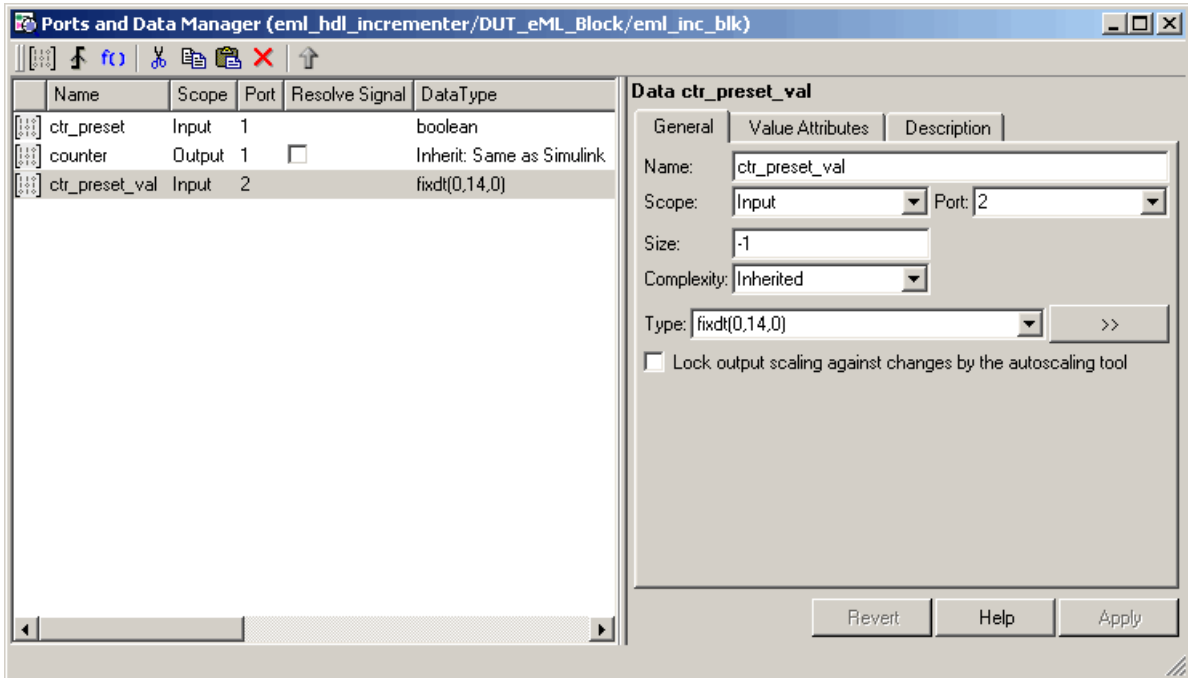 Ports and Data Manager (eml_hdl_incrementer/DUT_eML_Block/eml_inc_blk)
f()
Name Scope Port Resolve Signal DataType
ctr_preset Input 1 boolean
counter Output 1 Inherit: Same as Simulink
ctr_preset_val Input 2 fixdt(0,14,0)
Data ctr_preset_val
General Value Attributes Description
Name: ctr_preset_val
Scope: Input Port: 2
Size: -1
Complexity: Inherited
Type: fixdt(0,14,0) >>
Lock output scaling against changes by the autoscaling tool
Revert Help Apply